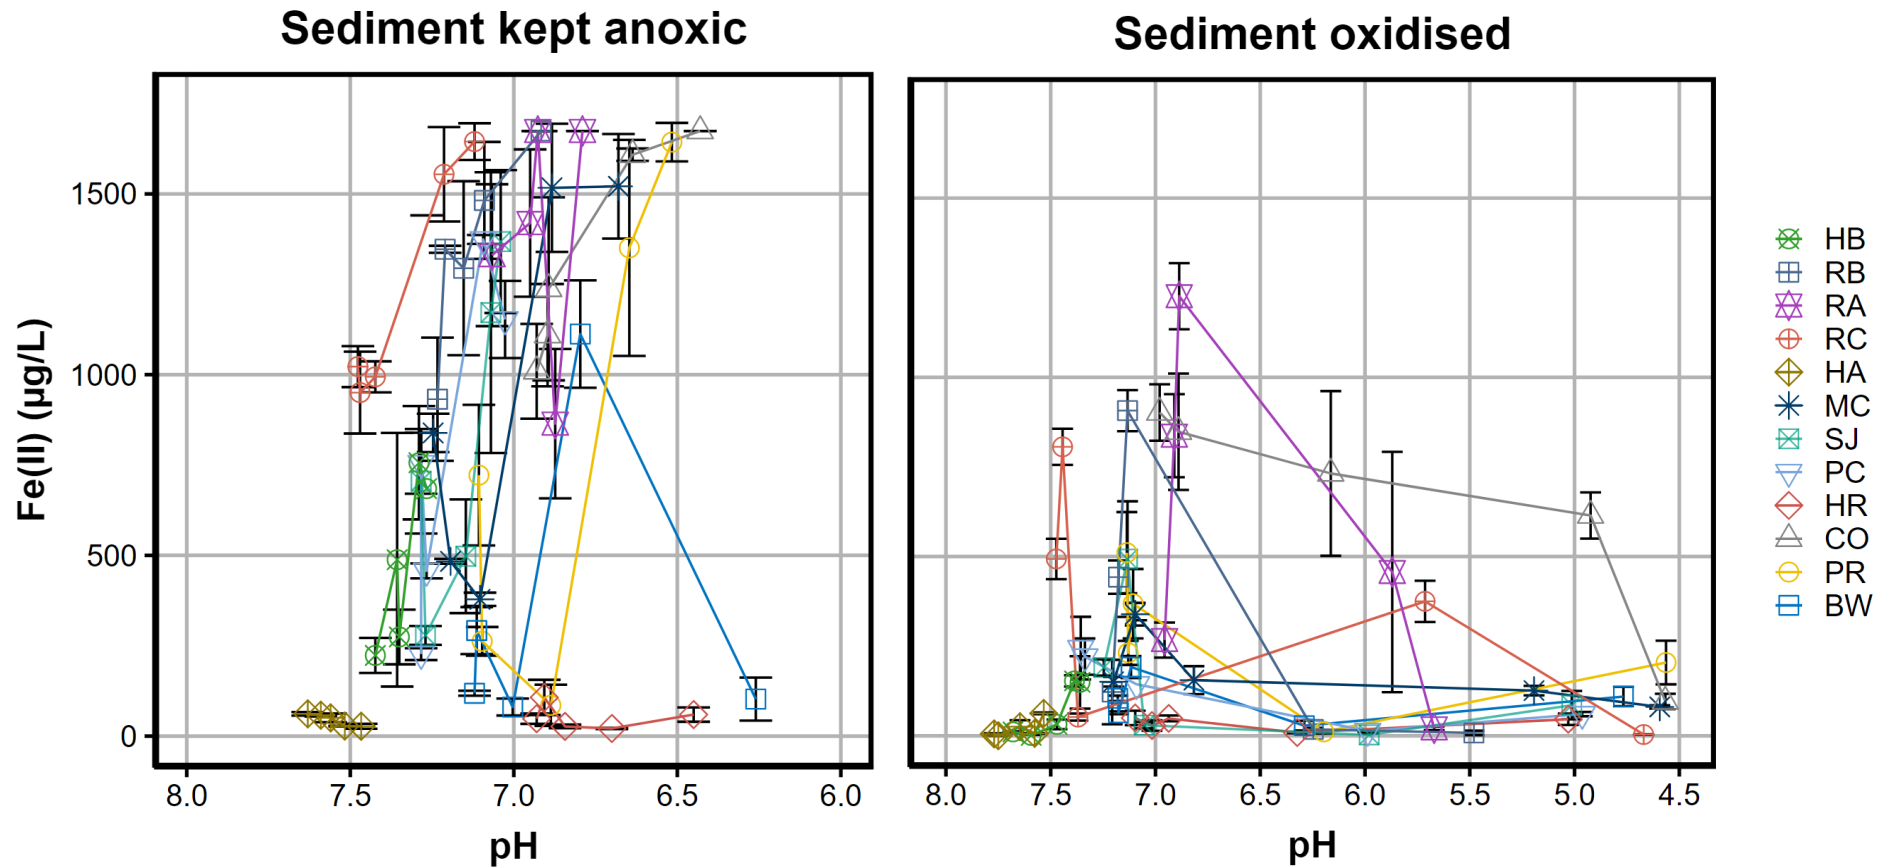 Sediment kept anoxic
Sediment oxidised
Fe(II) (µg/L)
1500
1000
500
0
8.0 7.5 7.0 6.5 6.0
pH
8.0 7.5 7.0 6.5 6.0 5.5 5.0 4.5
pH
HB
RB
RA
RC
HA
MC
SJ
PC
HR
CO
PR
BW